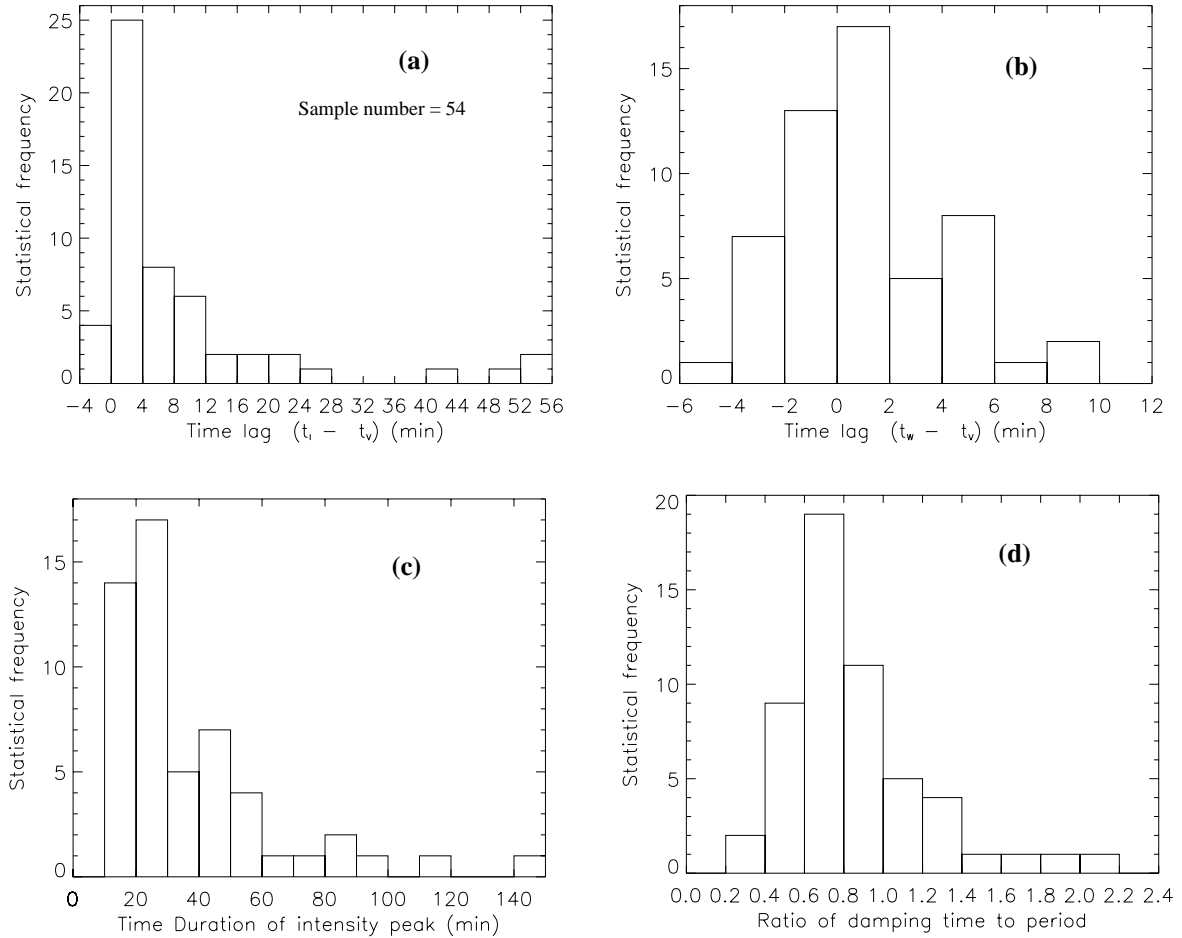 25
20
15
10
5
0
Statistical frequency
(a)
Sample number = 54
−4 0 4 8 12 16 20 24 28 32 36 40 44 48 52 56
Time lag (tI − tV) (min)
15
10
5
0
Statistical frequency
(b)
−6 −4 −2 0 2 4 6 8 10 12
Time lag (tW − tV) (min)
15
10
5
0
Statistical frequency
(c)
0 20 40 60 80 100 120 140
Time Duration of intensity peak (min)
20
15
10
5
0
Statistical frequency
(d)
0.0 0.2 0.4 0.6 0.8 1.0 1.2 1.4 1.6 1.8 2.0 2.2 2.4
Ratio of damping time to period